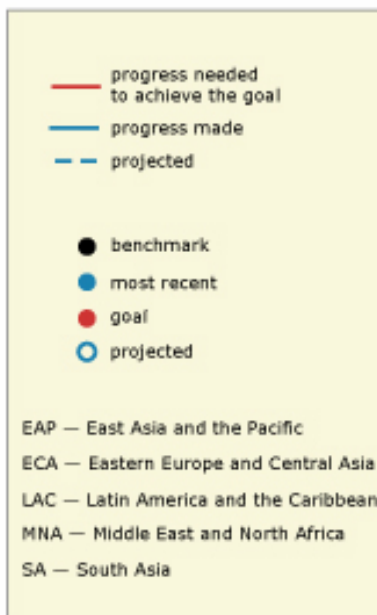 progress needed
to achieve the goal
progress made
projected
benchmark
most recent
goal
projected
EAP — East Asia and the Pacific
ECA — Eastern Europe and Central Asia
LAC — Latin America and the Caribbean
MNA — Middle East and North Africa
SA — South Asia